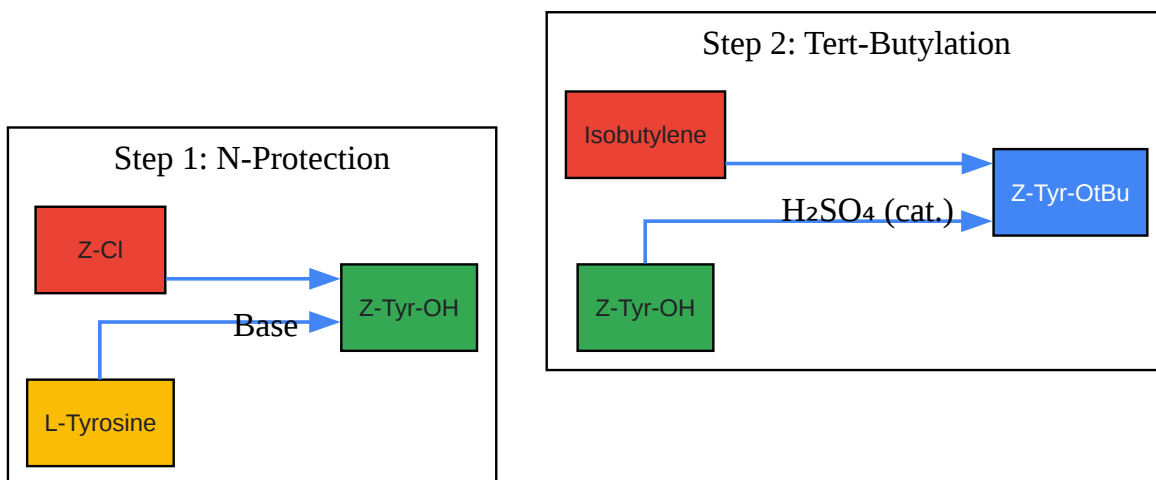 Step 1: N-Protection
Z-Cl
Z-Tyr-OH
Base
L-Tyrosine
Step 2: Tert-Butylation
Isobutylene
Z-Tyr-OtBu
H₂SO₄ (cat.)
Z-Tyr-OH